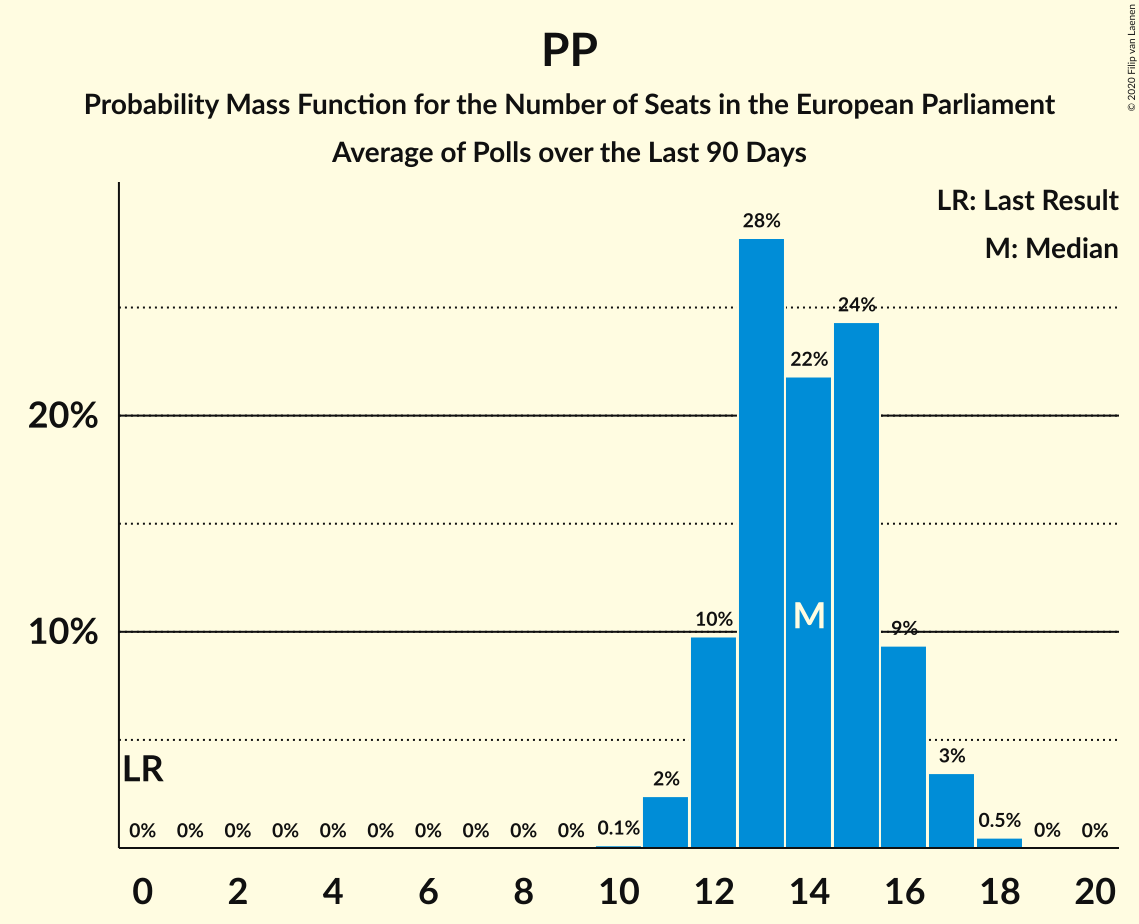 PP
Probability Mass Function for the Number of Seats in the European Parliament
Average of Polls over the Last 90 Days
© 2020 Filip van Laenen
LR: Last Result
M: Median
28%
24%
22%
20%
10%
9%
10%
M
LR
3%
2%
0% 0% 0% 0% 0% 0% 0% 0% 0% 0% 0.1% 0.5% 0% 0%
0 2 4 6 8 10 12 14 16 18 20